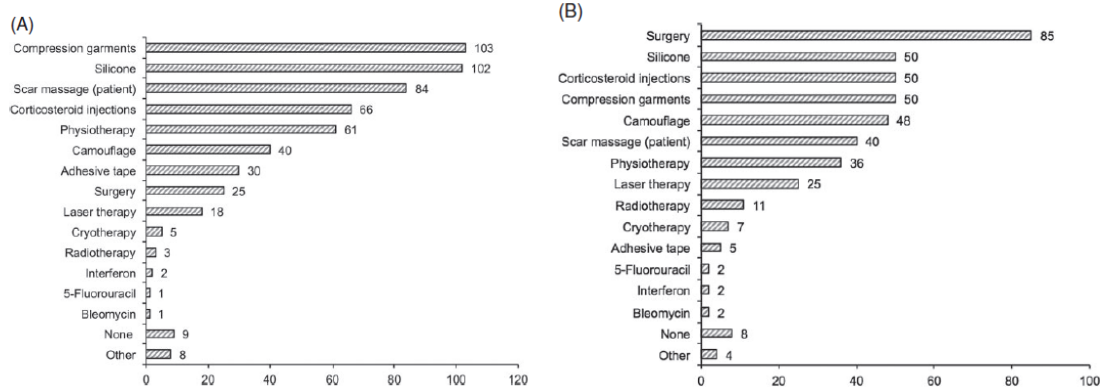 (A)
Compression garments 103
Silicone 102
Scar massage (patient) 84
Corticosteroid injections 66
Physiotherapy 61
Camouflage 40
Adhesive tape 30
Surgery 25
Laser therapy 18
Cryotherapy 5
Radiotherapy 3
Interferon 2
5-Fluorouracil 1
Bleomycin 1
None 9
Other 8
0 20 40 60 80 100 120
(B)
Surgery 85
Silicone 50
Corticosteroid injections 50
Compression garments 50
Camouflage 48
Scar massage (patient) 40
Physiotherapy 36
Laser therapy 25
Radiotherapy 11
Cryotherapy 7
Adhesive tape 5
5-Fluorouracil 2
Interferon 2
Bleomycin 2
None 8
Other 4
0 20 40 60 80 100